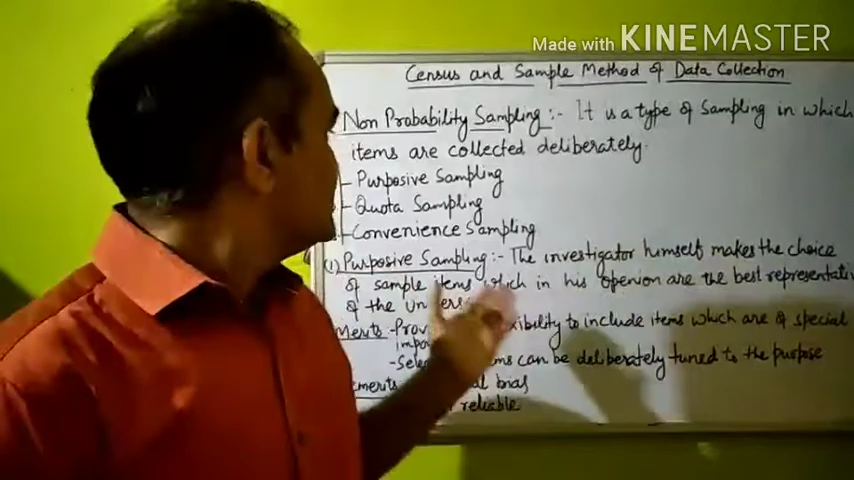 Made with KINEMASTER
Census and Sample Method of Data Collection
Non Probability Sampling :- It is a type of Sampling in which
items are collected deliberately.
Purposive Sampling
Quota Sampling
Convenience Sampling
(1) Purposive Sampling :- The investigator himself makes the choice
of sample items which in his openion are the best
of the
Merits - to include items which are of special
- can be deliberately tuned to the purpose
bias
reliable